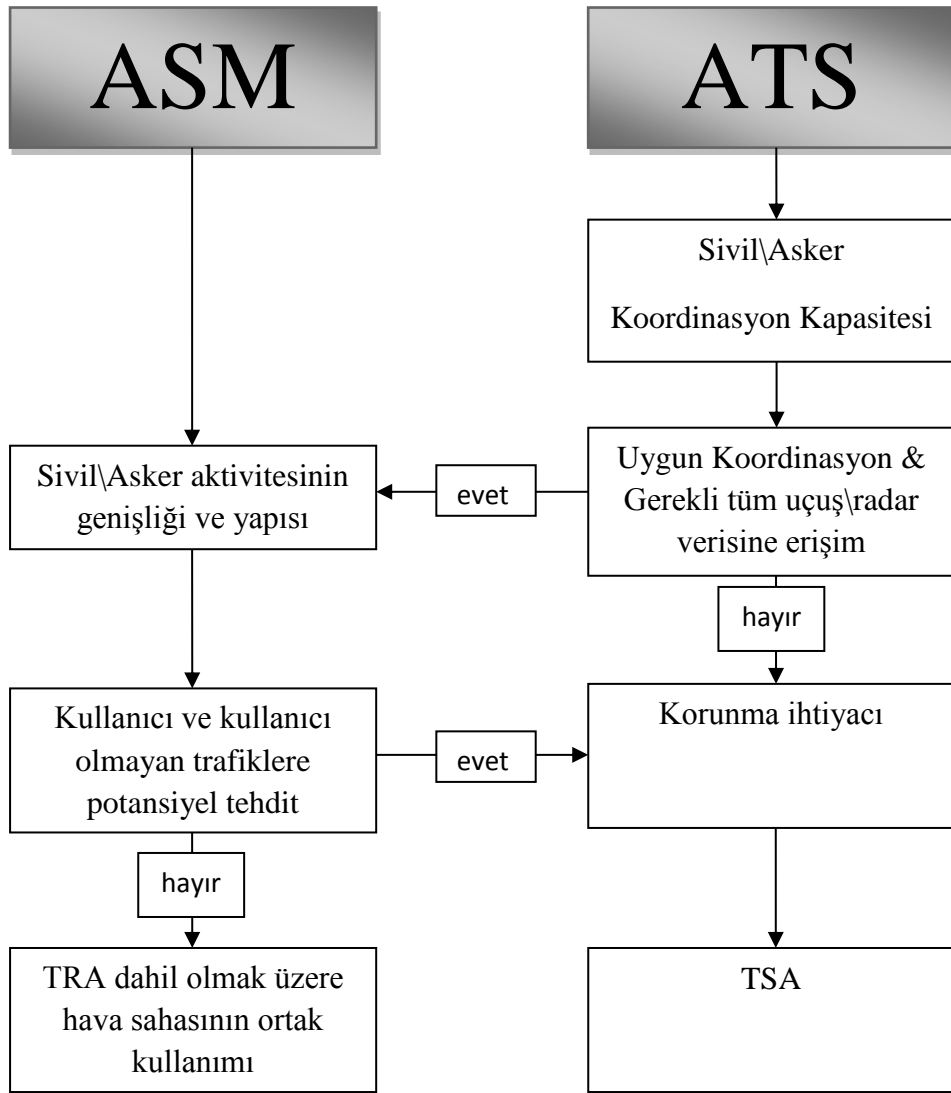 ASM
ATS
Sivil\Asker
Koordinasyon Kapasitesi
Sivil\Asker aktivitesinin
genişliği ve yapısı
evet
Uygun Koordinasyon &
Gerekli tüm uçuş\radar
verisine erişim
hayır
Kullanıcı ve kullanıcı
olmayan trafiklere
potansiyel tehdit
evet
Korunma ihtiyacı
hayır
TRA dahil olmak üzere
hava sahasının ortak
kullanımı
TSA